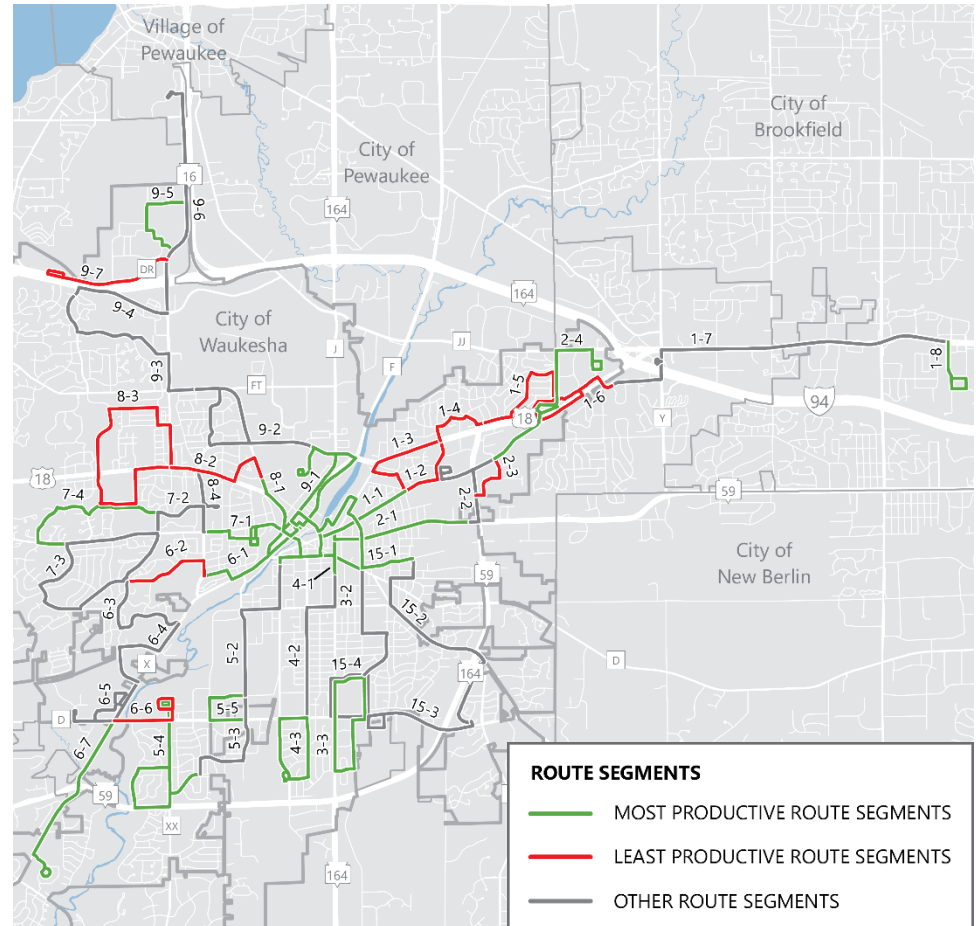 Village of
Pewaukee
City of
Brookfield
City of
Pewaukee
16
164
9-5
9-6
DR
9-7
9-4
164
City of
Waukesha
J
F
JJ
2-4
1-7
1-8
9-3
FT
1-5
94
8-3
1-4
18
1-6
Y
9-2
1-3
18
8-2
8-1
9-1
1-2
2-3
59
7-4
8-4
7-2
1-1
2-2
7-1
2-1
City of
New Berlin
7-3
6-2
6-1
15-1
59
4-1
6-3
3-2
15-2
6-4
5-2
4-2
D
X
15-4
164
6-5
6-6
5-5
15-3
D
6-7
5-4
5-3
4-3
3-3
59
XX
164
ROUTE SEGMENTS
MOST PRODUCTIVE ROUTE SEGMENTS
LEAST PRODUCTIVE ROUTE SEGMENTS
OTHER ROUTE SEGMENTS